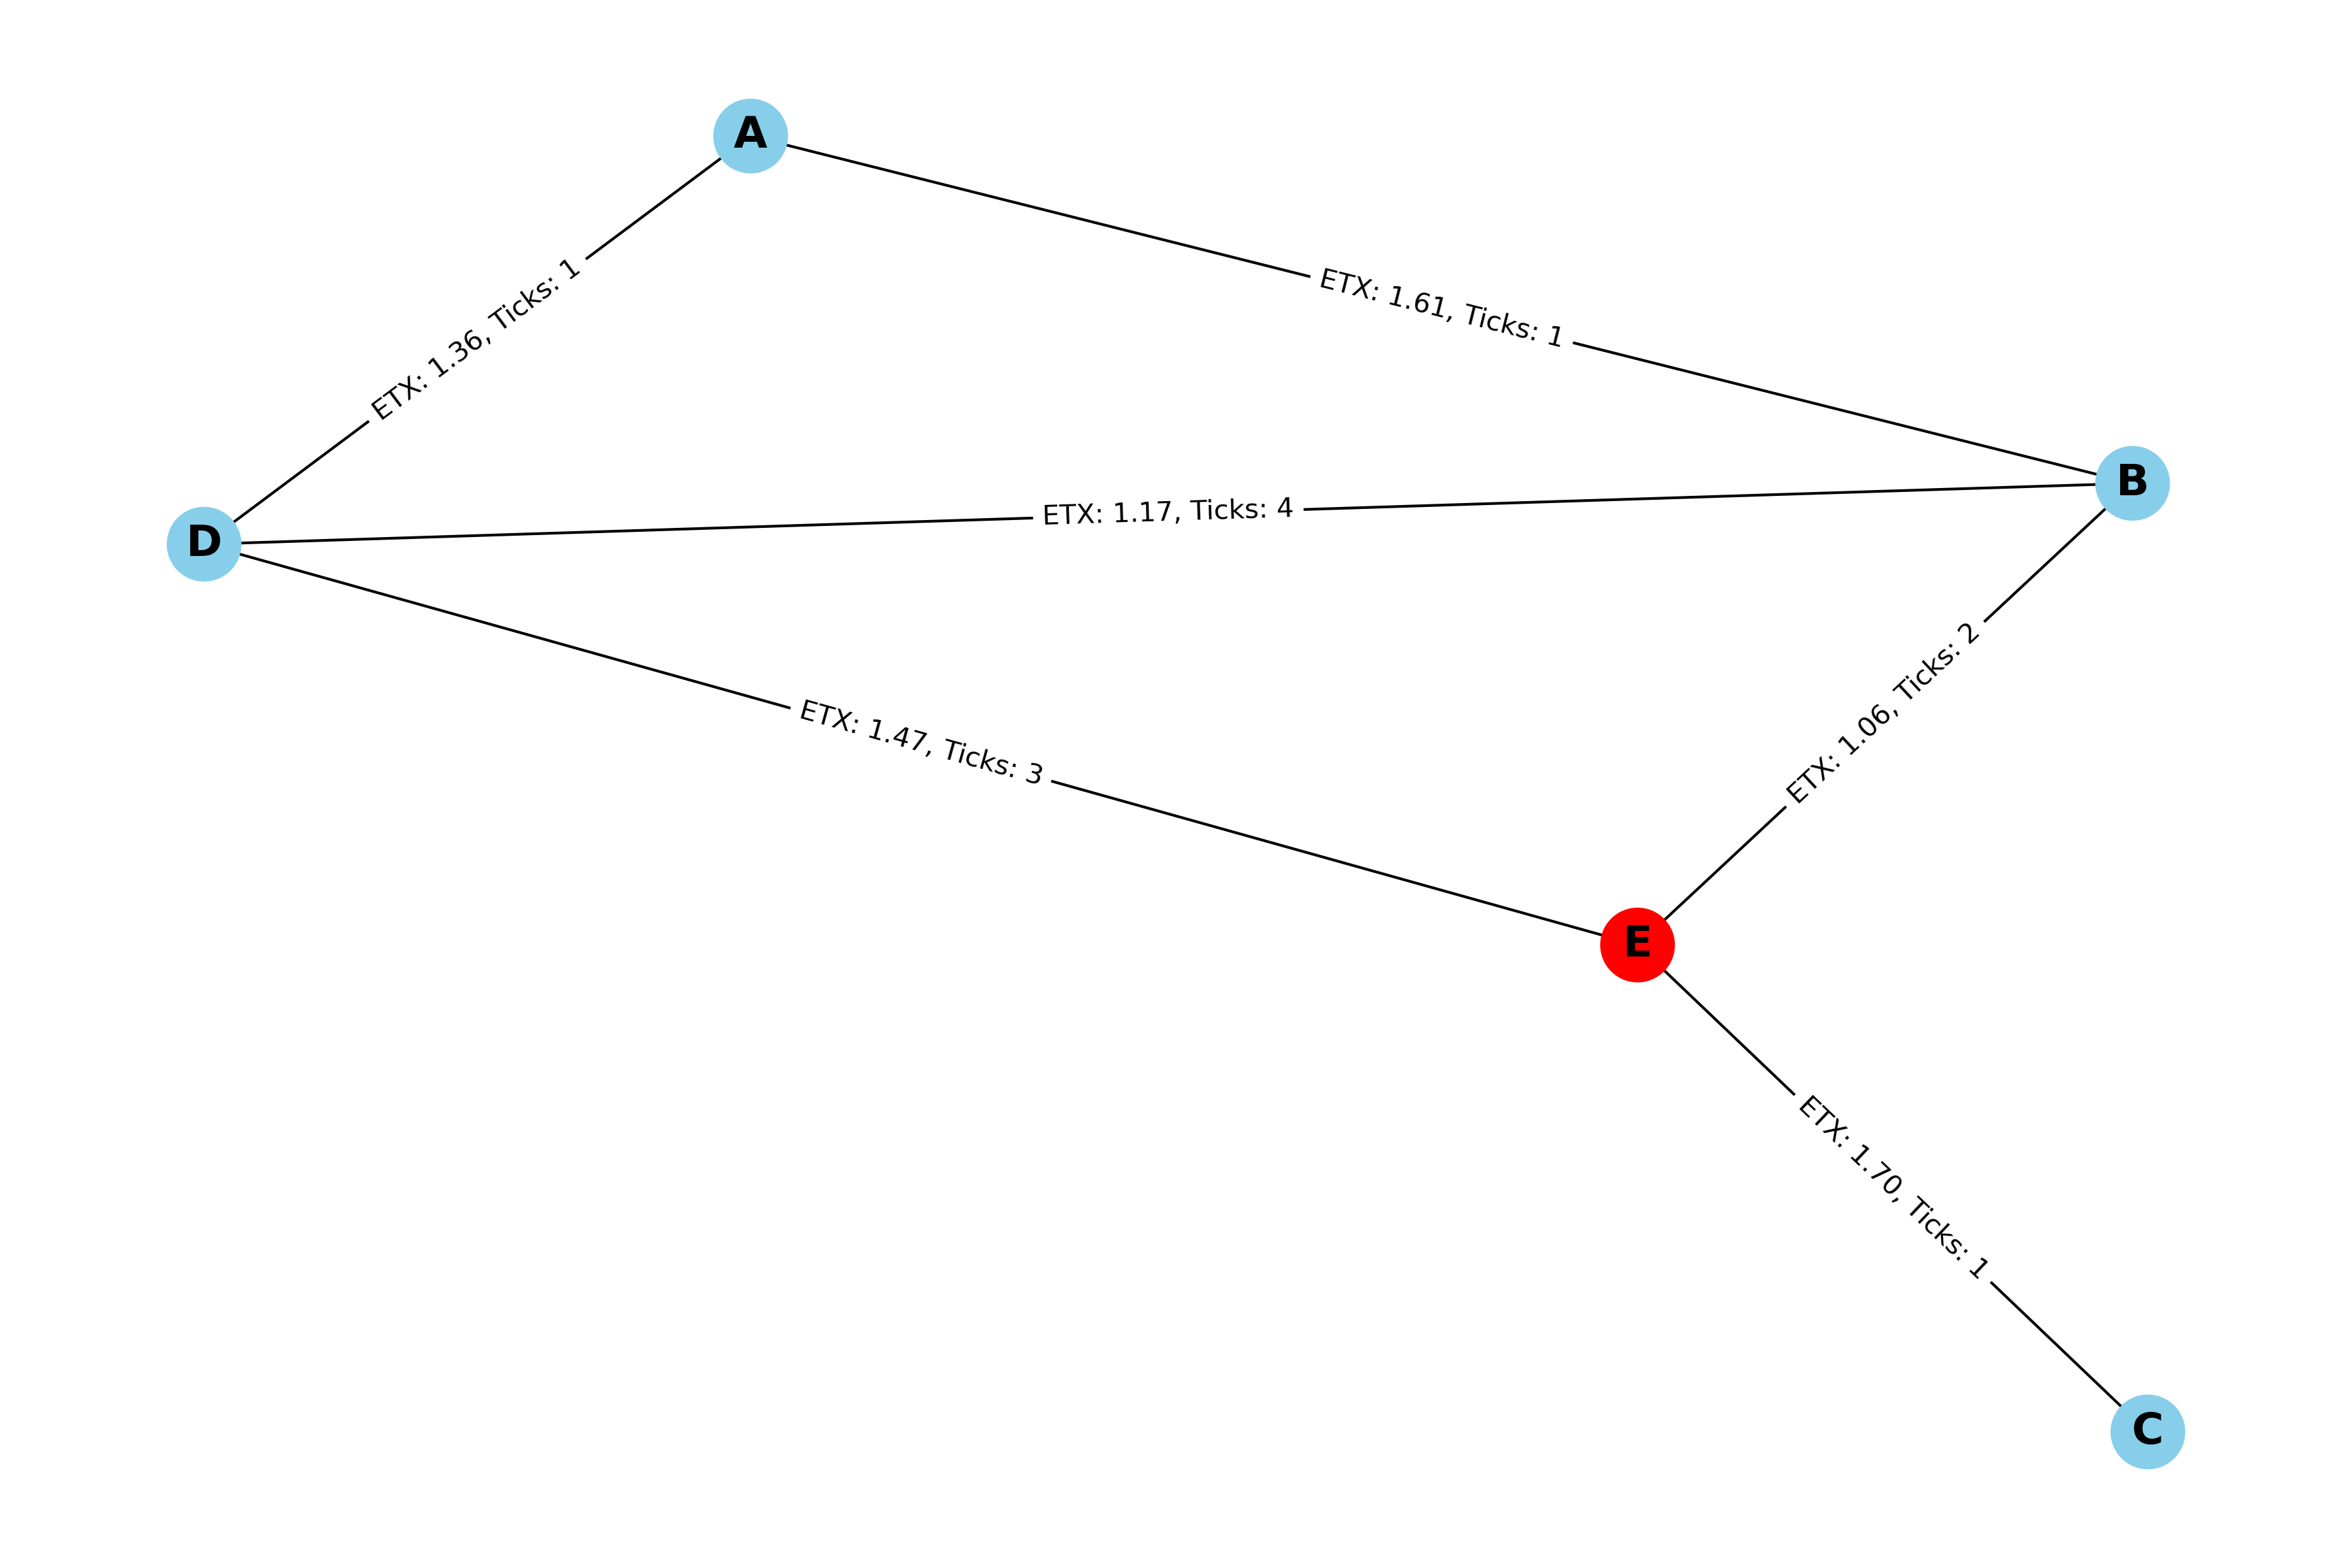 A
ETX: 1.61, Ticks: 1
ETX: 1.36, Ticks: 1
B
ETX: 1.17, Ticks: 4
D
ETX: 1.06, Ticks: 2
ETX: 1.47, Ticks: 3
E
ETX: 1.70, Ticks: 1
C